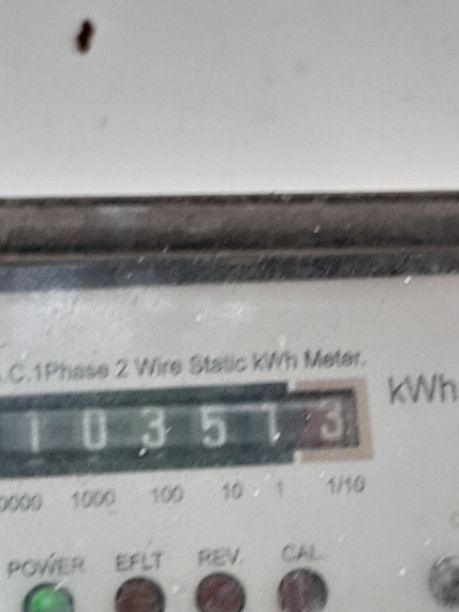 A.C.1Phase 2 Wire Static kWh Meter.
1 0 3 5 1 3 kWh
0000 1000 100 10 1 1/10
POWER EFLT REV. CAL